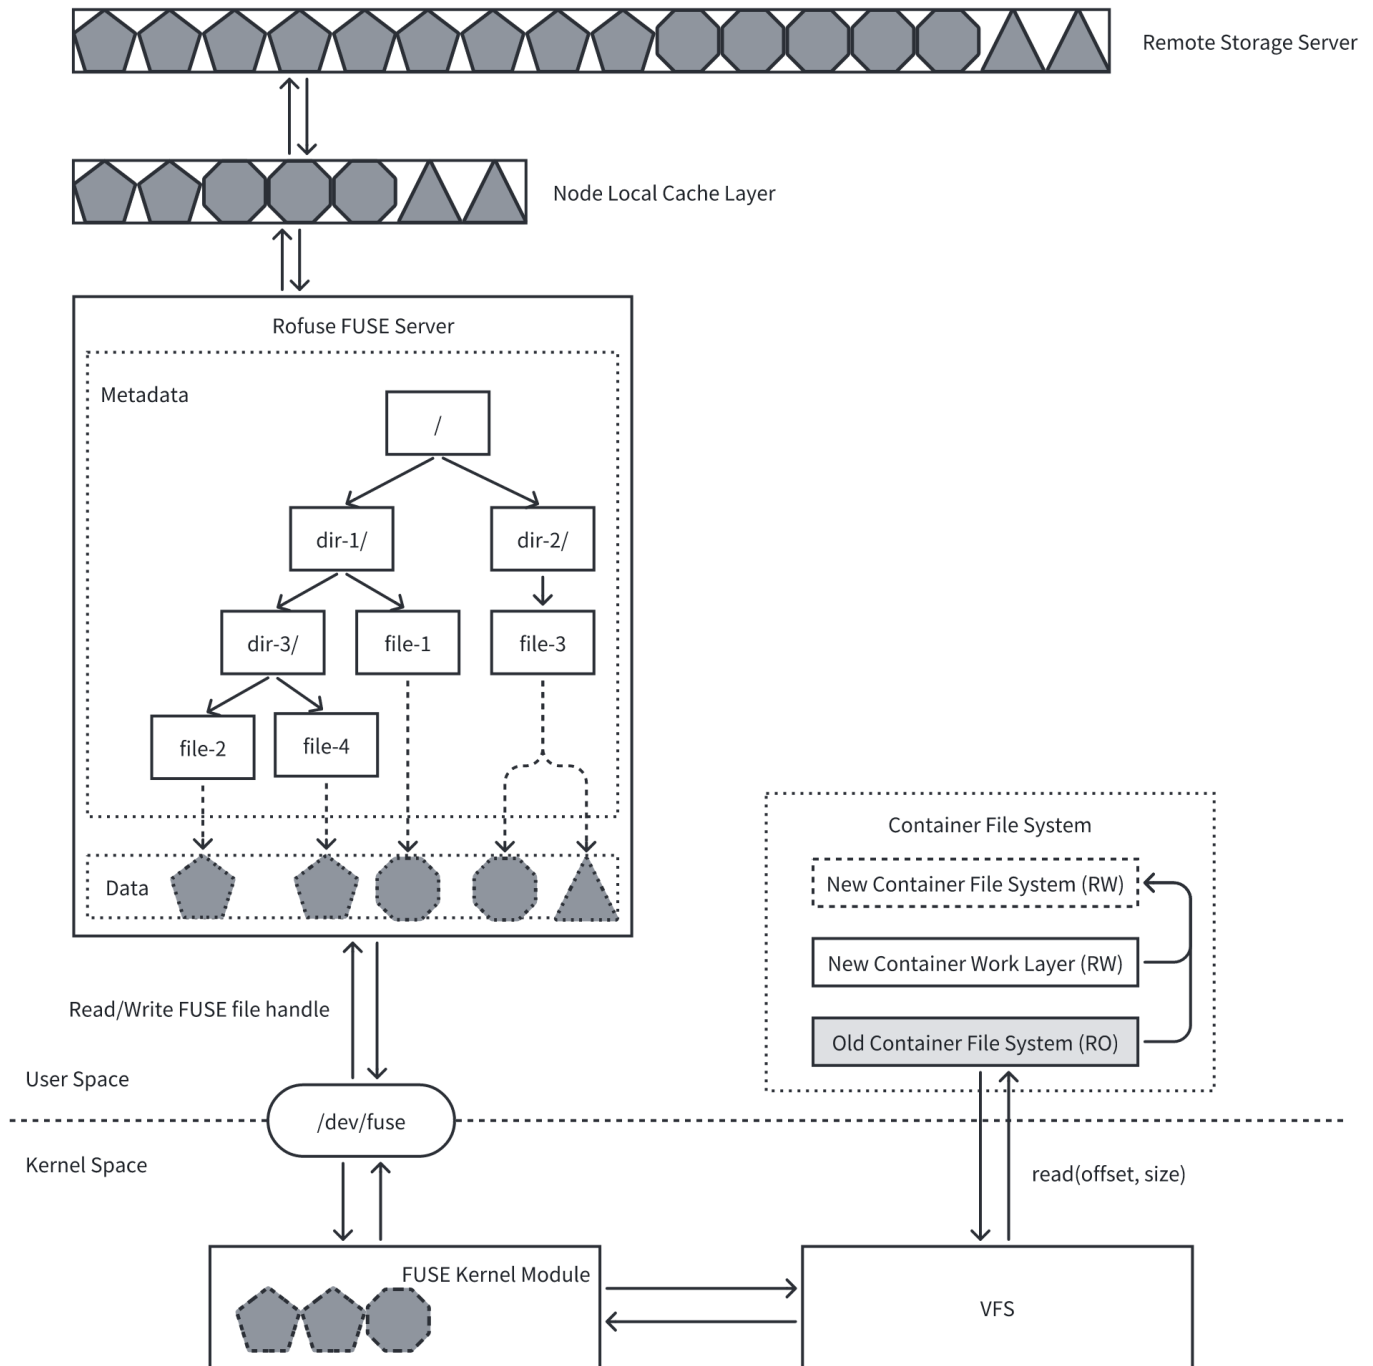 Remote Storage Server
Node Local Cache Layer
Rofuse FUSE Server
Metadata
/
dir-1/
dir-2/
dir-3/
file-1
file-3
file-2
file-4
Data
Container File System
New Container File System (RW)
New Container Work Layer (RW)
Old Container File System (RO)
Read/Write FUSE file handle
User Space
/dev/fuse
Kernel Space
read(offset, size)
FUSE Kernel Module
VFS